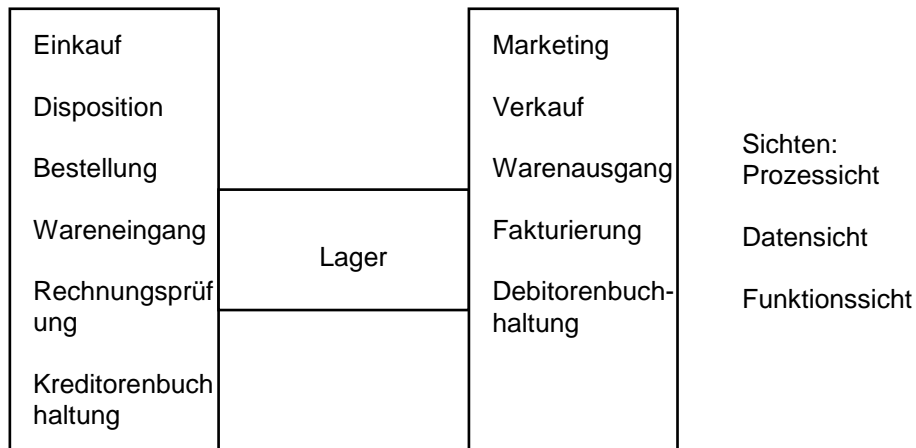 Einkauf
Disposition
Bestellung
Wareneingang
Rechnungsprüf
ung
Kreditorenbuch
haltung
Lager
Marketing
Verkauf
Warenausgang
Fakturierung
Debitorenbuch-
haltung
Sichten:
Prozessicht
Datensicht
Funktionssicht